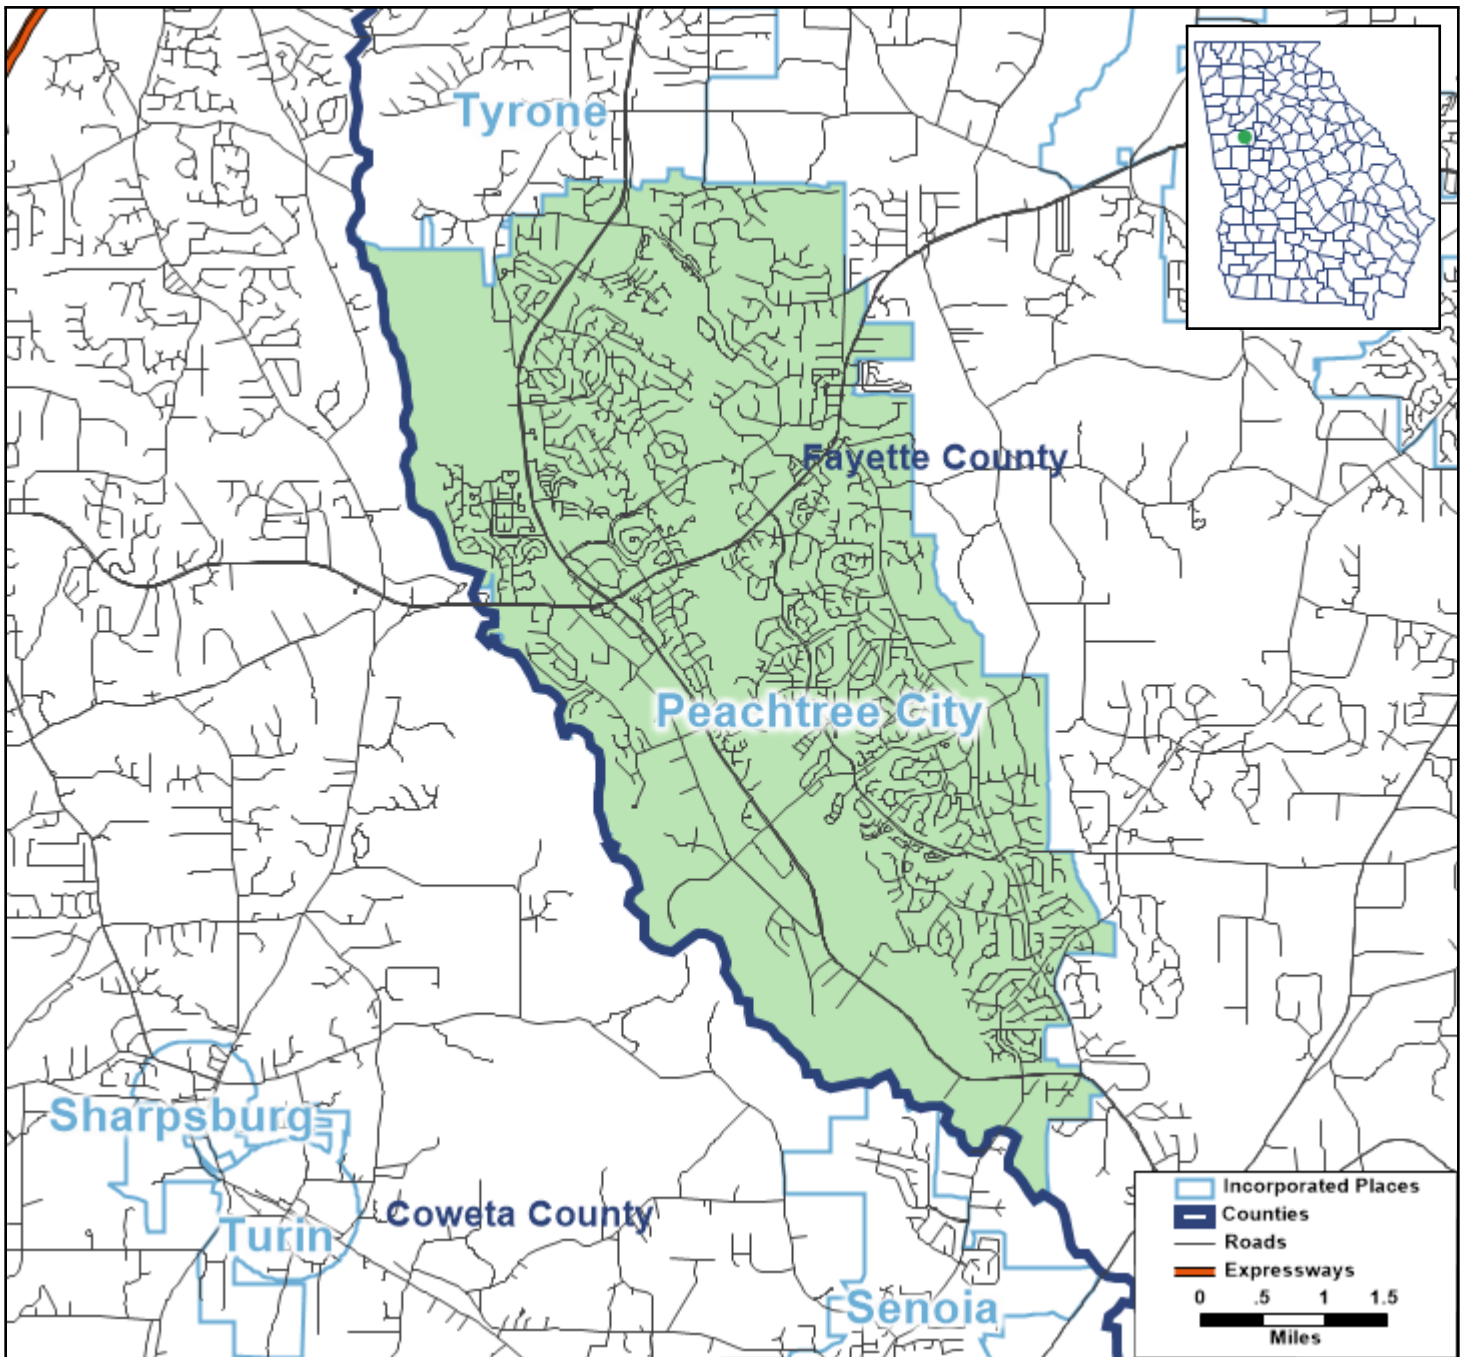 Tyrone
Fayette County
Peachtree City
Sharpsburg
Coweta County
Turin
Senoia
Incorporated Places
Counties
Roads
Expressways
0 .5 1 1.5
Miles